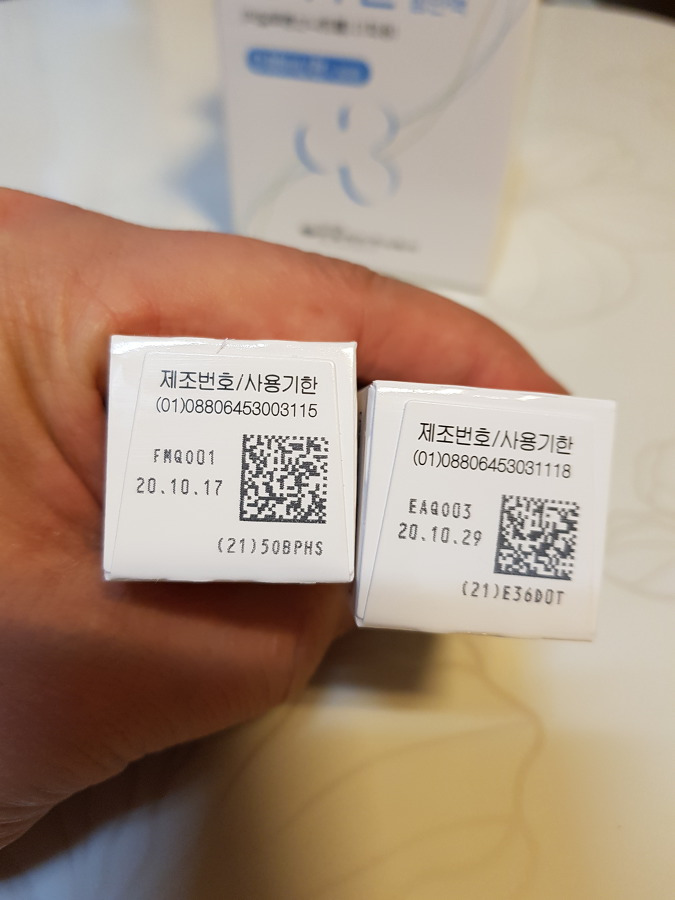 제조번호/사용기한
(01)08806453003115
FMQ001
20.10.17
(21)50BPHS
제조번호/사용기한
(01)08806453031118
EAQ003
20.10.29
(21)E36D0T